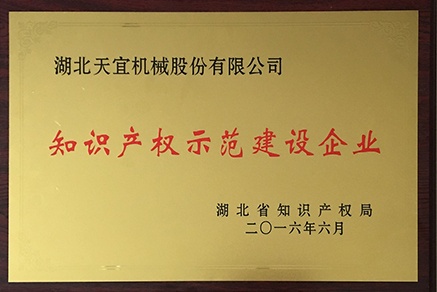 湖北天宜机械股份有限公司
知识产权示范建设企业
湖北省知识产权局
二〇一六年六月